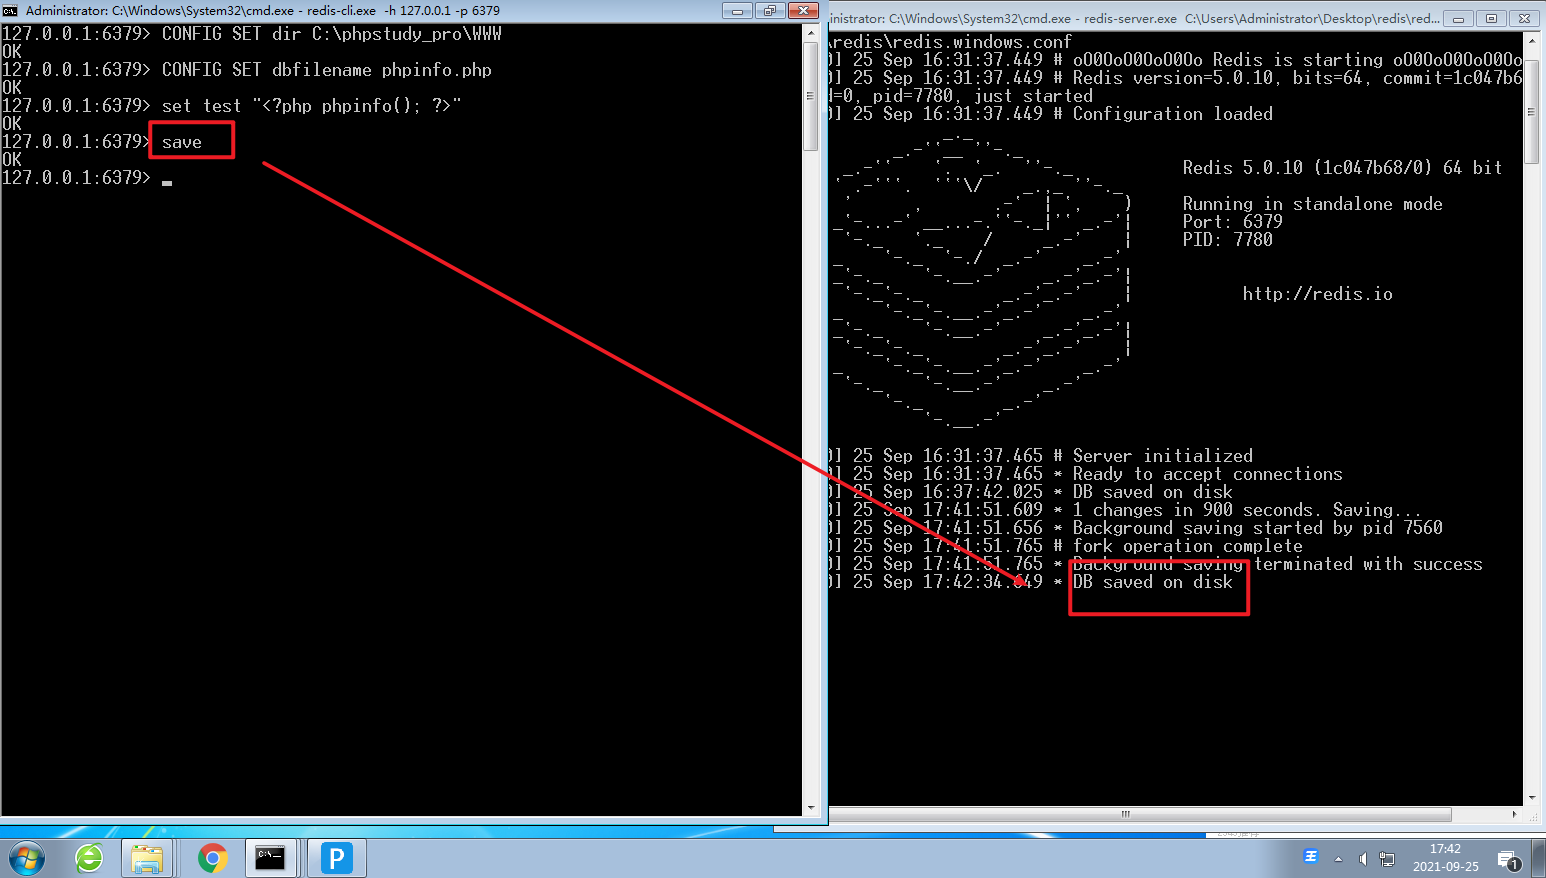 Administrator: C:\Windows\System32\cmd.exe - redis-cli.exe  -h 127.0.0.1 -p 6379
127.0.0.1:6379> CONFIG SET dir C:\phpstudy_pro\WWW
OK
127.0.0.1:6379> CONFIG SET dbfilename phpinfo.php
OK
127.0.0.1:6379> set test "<?php phpinfo(); ?>"
OK
127.0.0.1:6379> save
OK
127.0.0.1:6379>
inistrator: C:\Windows\System32\cmd.exe - redis-server.exe  C:\Users\Administrator\Desktop\redis\red...
\redis\redis.windows.conf
0] 25 Sep 16:31:37.449 # oO0OoO0OoO0Oo Redis is starting oO0OoO0OoO0Oo
0] 25 Sep 16:31:37.449 # Redis version=5.0.10, bits=64, commit=1c047b6
d=0, pid=7780, just started
0] 25 Sep 16:31:37.449 # Configuration loaded
Redis 5.0.10 (1c047b68/0) 64 bit
Running in standalone mode
Port: 6379
PID: 7780
http://redis.io
0] 25 Sep 16:31:37.465 # Server initialized
0] 25 Sep 16:31:37.465 * Ready to accept connections
0] 25 Sep 16:37:42.025 * DB saved on disk
0] 25 Sep 17:41:51.609 * 1 changes in 900 seconds. Saving...
0] 25 Sep 17:41:51.656 * Background saving started by pid 7560
0] 25 Sep 17:41:51.765 # fork operation complete
0] 25 Sep 17:41:51.765 * Background saving terminated with success
0] 25 Sep 17:42:34.649 * DB saved on disk
17:42
2021-09-25
1